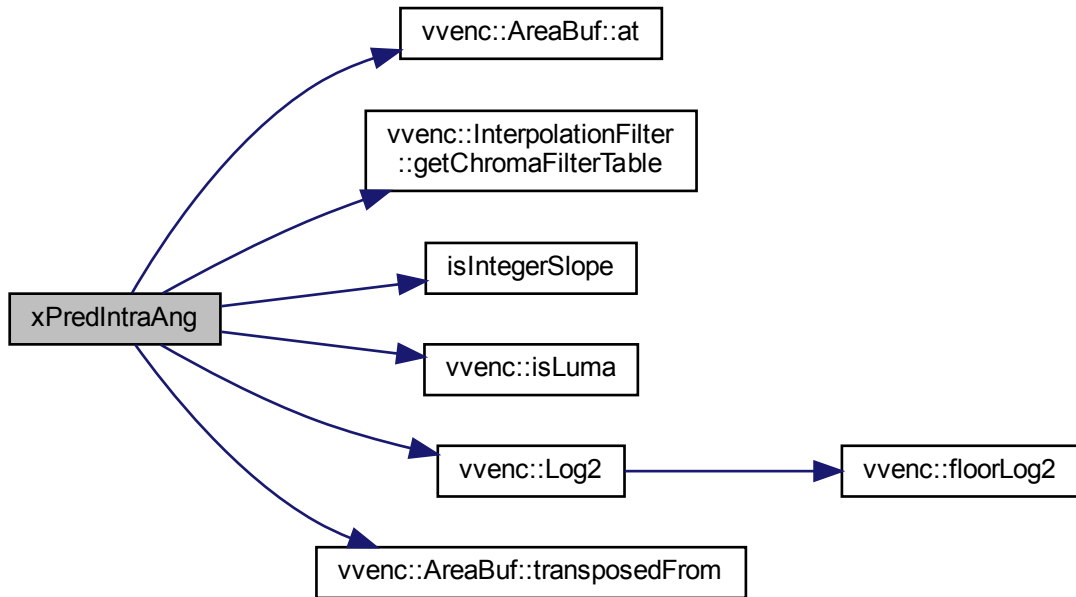 vvenc::AreaBuf::at
vvenc::InterpolationFilter
::getChromaFilterTable
isIntegerSlope
xPredIntraAng
vvenc::isLuma
vvenc::Log2
vvenc::floorLog2
vvenc::AreaBuf::transposedFrom